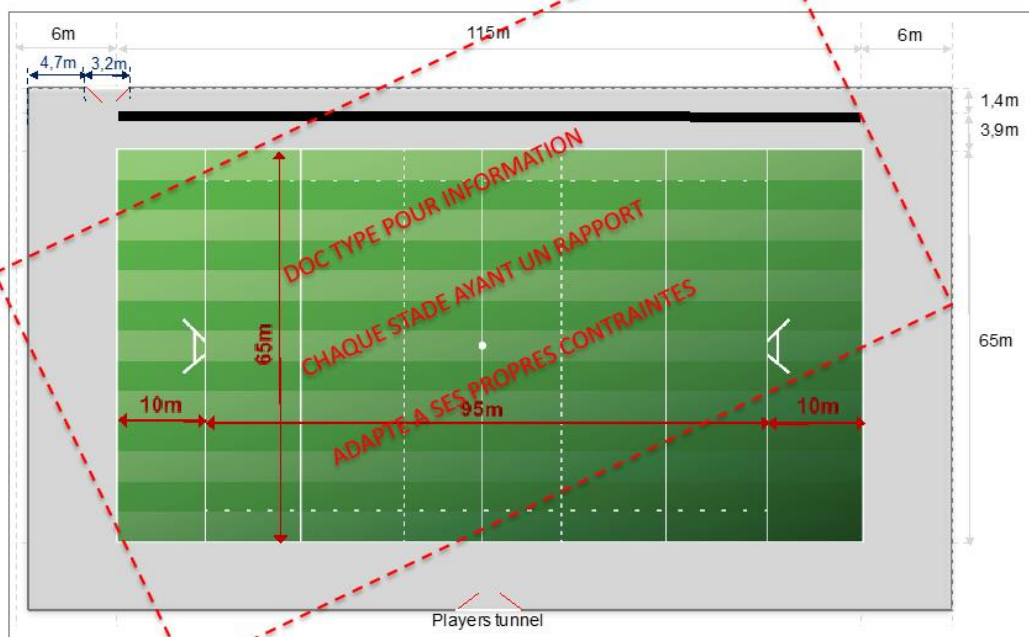 6m
115m
6m
4,7m
3,2m
1,4m
3,9m
DOC TYPE POUR INFORMATION
CHAQUE STADE AYANT UN RAPPORT
ADAPTE A SES PROPRES CONTRAINTES
65m
65m
10m
95m
10m
Players tunnel